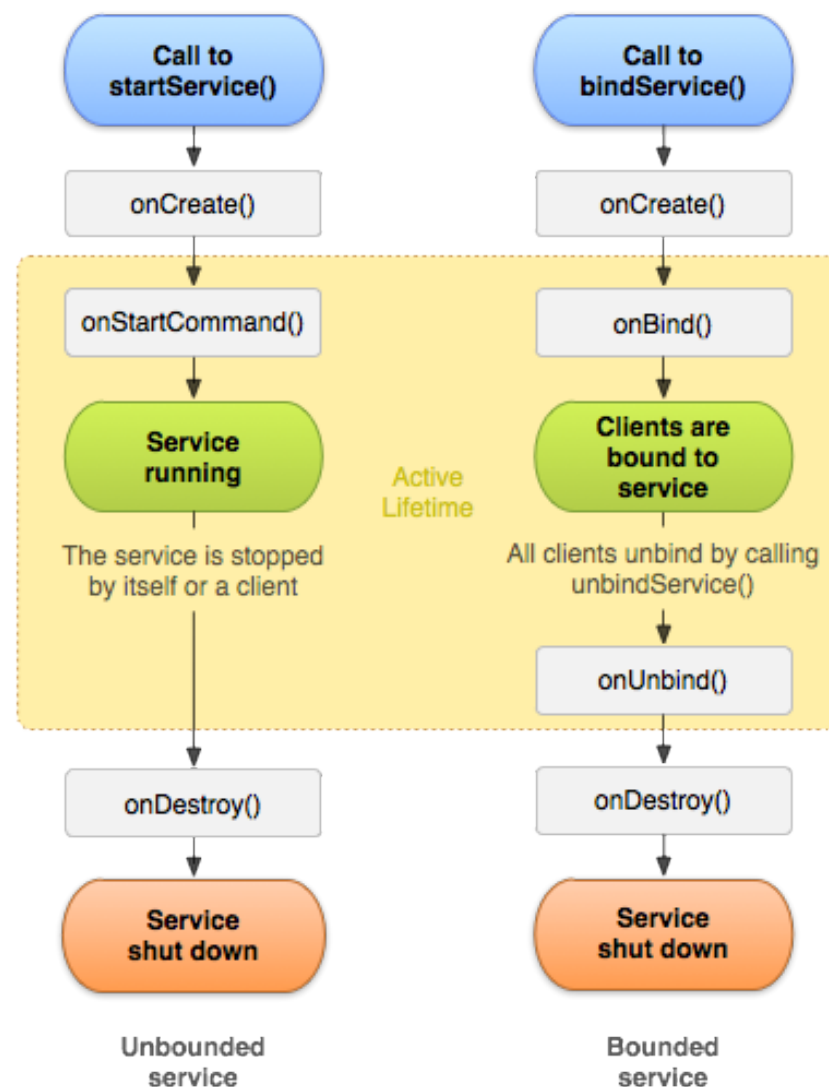 Call to
startService()
onCreate()
onStartCommand()
Service
running
The service is stopped
by itself or a client
onDestroy()
Service
shut down
Unbounded
service
Active
Lifetime
Call to
bindService()
onCreate()
onBind()
Clients are
bound to
service
All clients unbind by calling
unbindService()
onUnbind()
onDestroy()
Service
shut down
Bounded
service